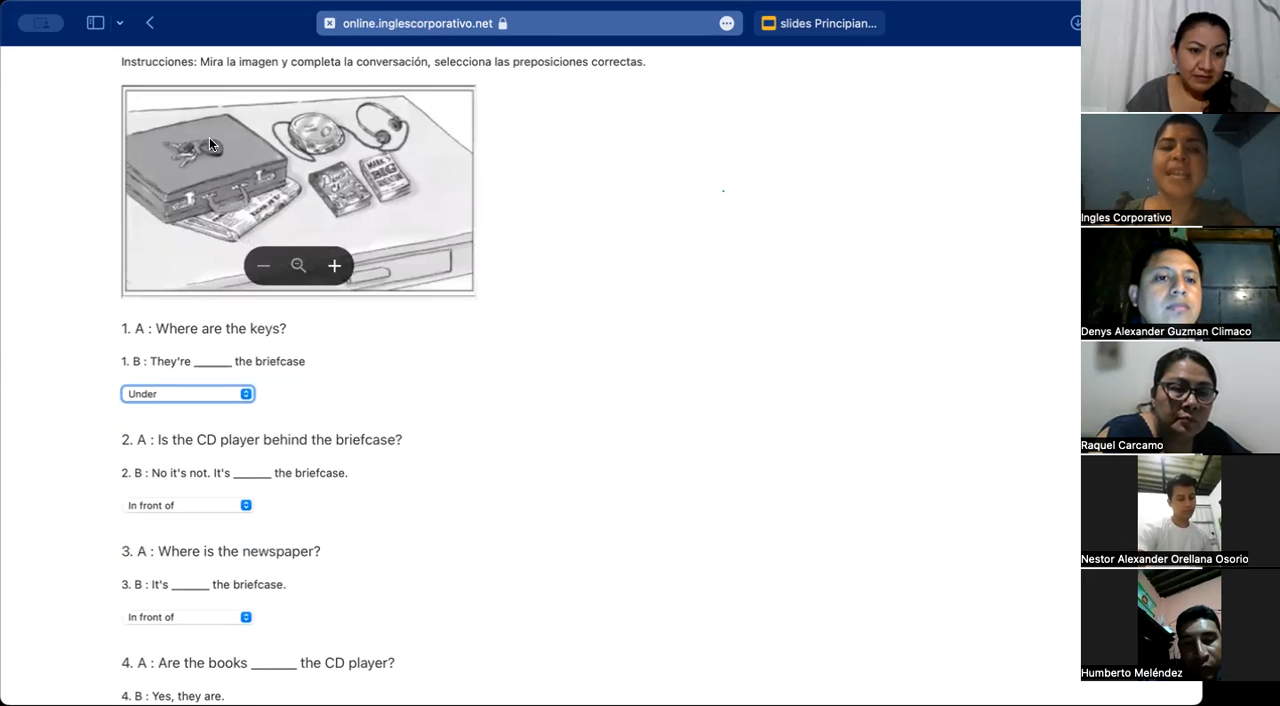 online.inglescorporativo.net
slides Principian...
Instrucciones: Mira la imagen y completa la conversación, selecciona las preposiciones correctas.
1. A : Where are the keys?
1. B : They're ______ the briefcase
Under
2. A : Is the CD player behind the briefcase?
2. B : No it's not. It's ______ the briefcase.
In front of
3. A : Where is the newspaper?
3. B : It's ______ the briefcase.
In front of
4. A : Are the books ______ the CD player?
4. B : Yes, they are.
Ingles Corporativo
Denys Alexander Guzman Climaco
Raquel Carcamo
Nestor Alexander Orellana Osorio
Humberto Meléndez